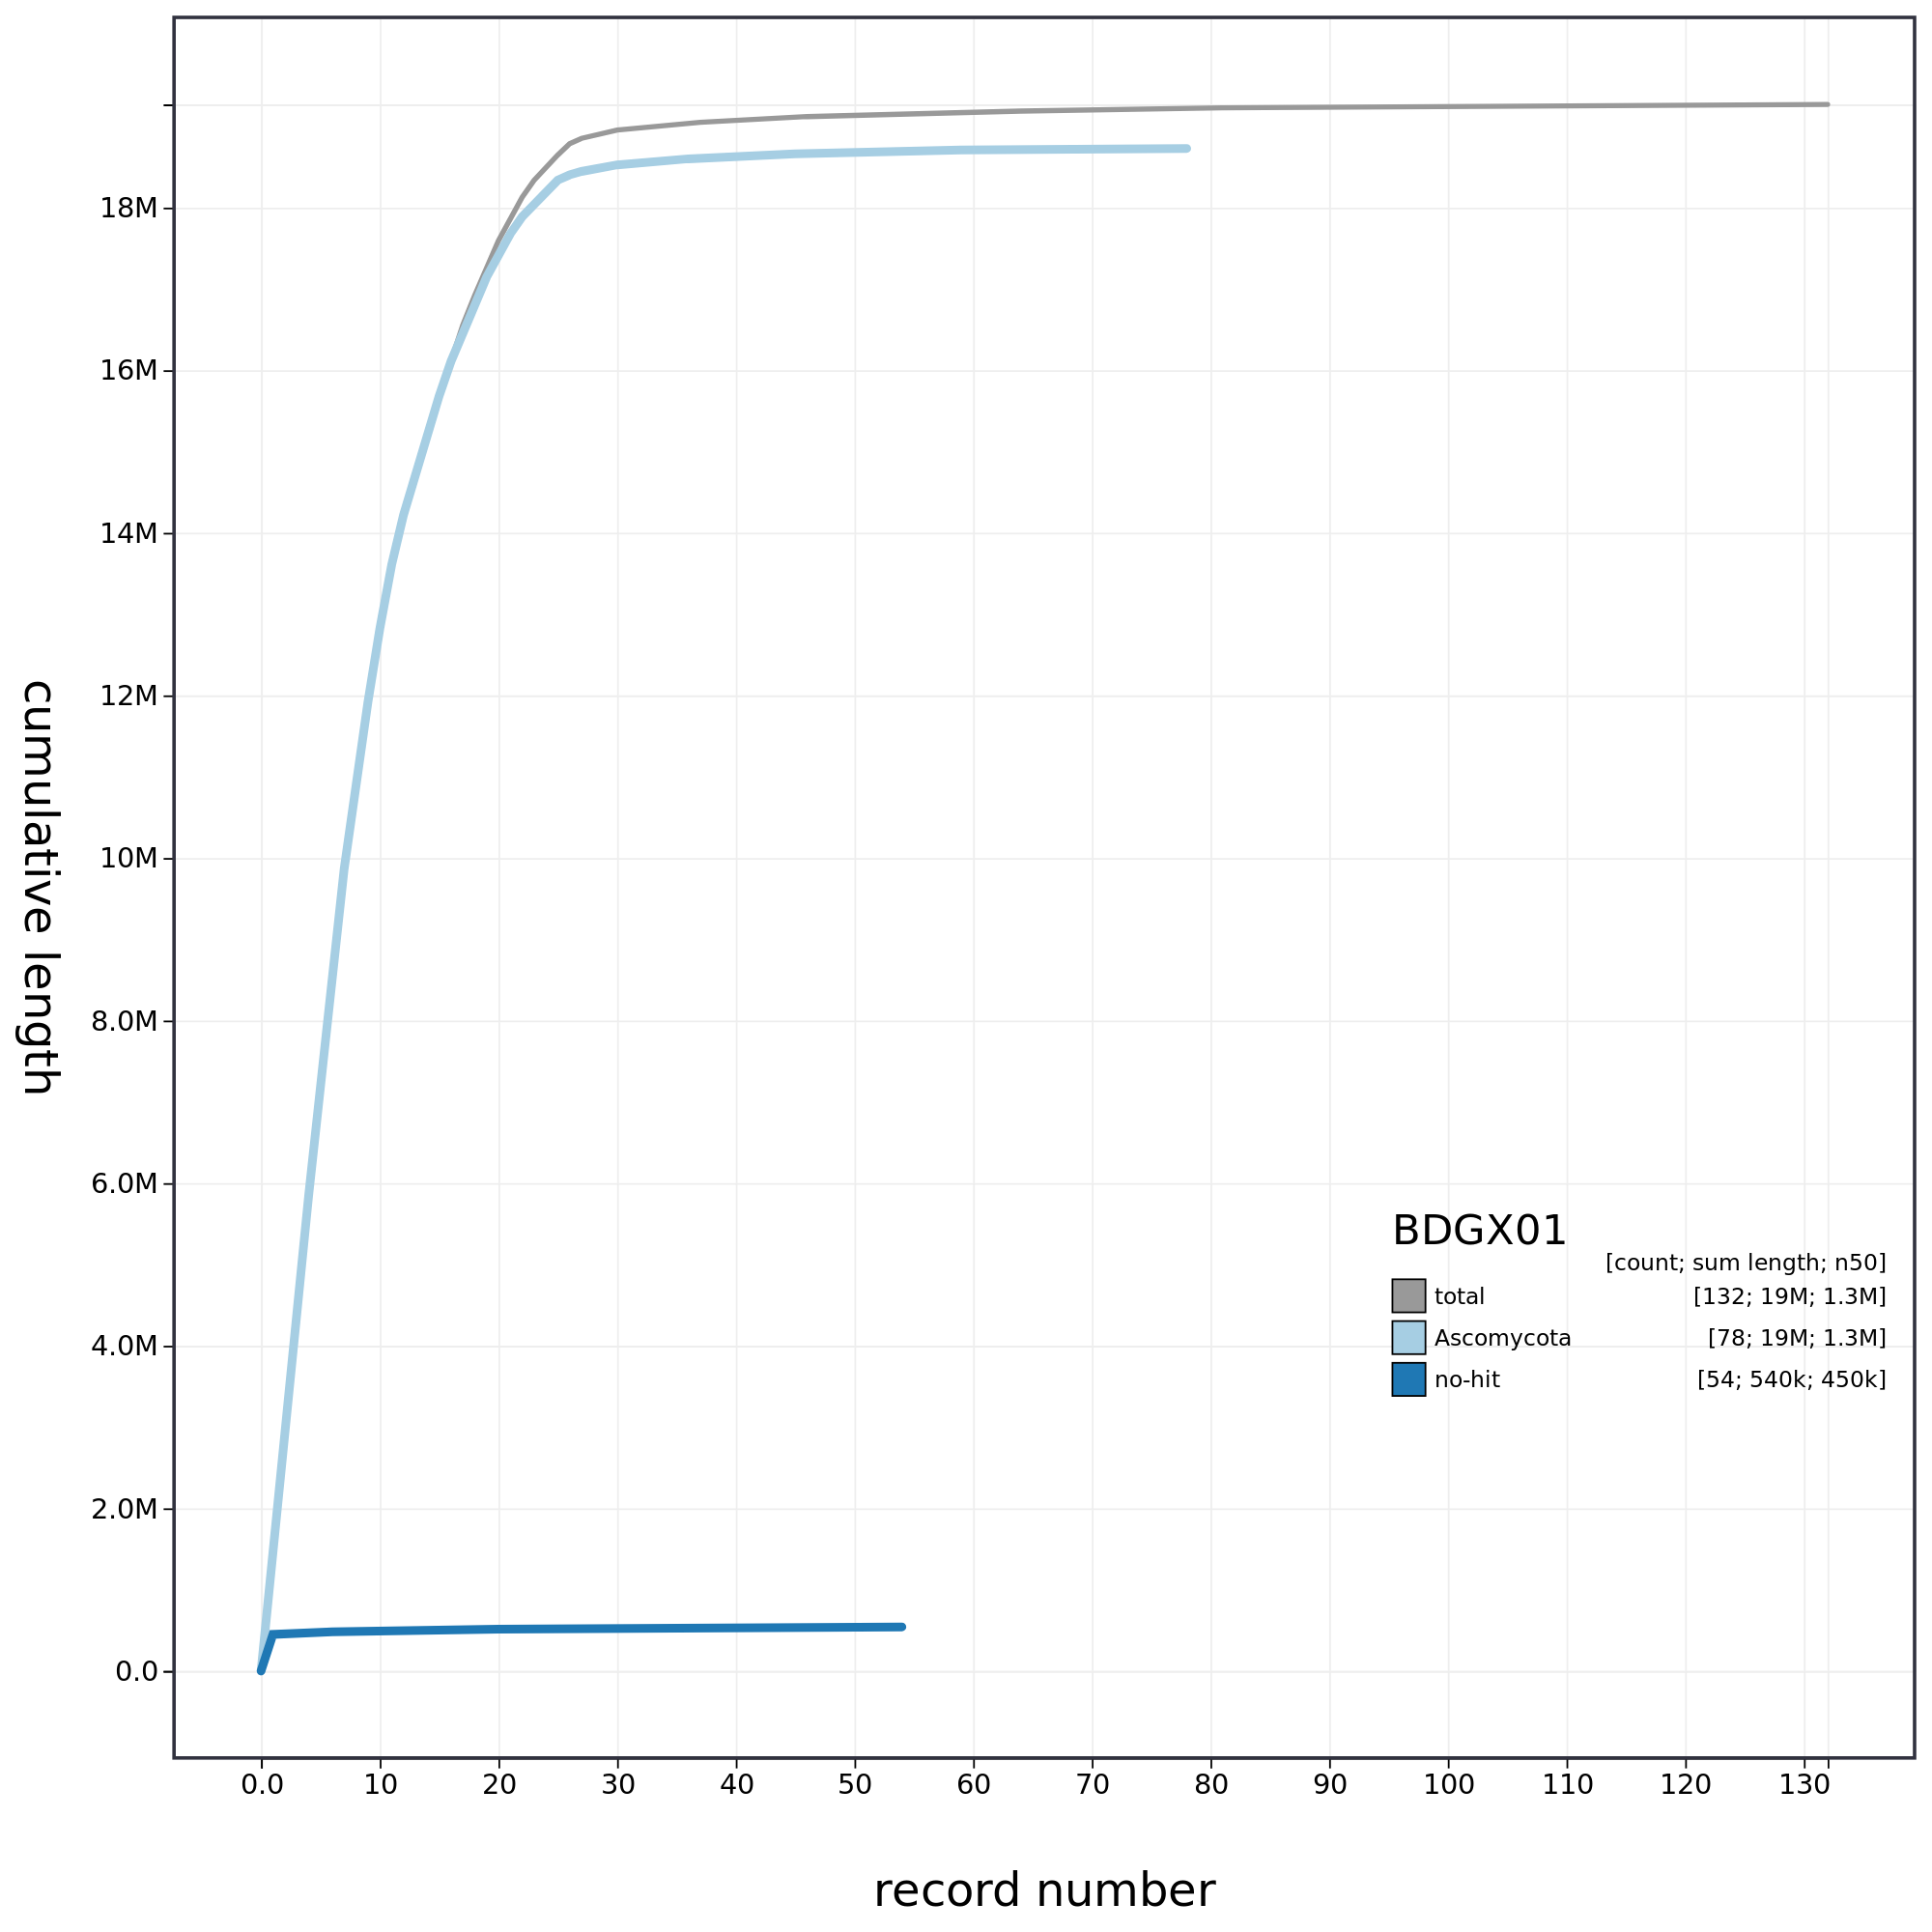 18M
16M
14M
12M
10M
8.0M
6.0M
4.0M
2.0M
0.0
cumulative length
BDGX01
[count; sum length; n50]
total [132; 19M; 1.3M]
Ascomycota [78; 19M; 1.3M]
no-hit [54; 540k; 450k]
0.0 10 20 30 40 50 60 70 80 90 100 110 120 130
record number